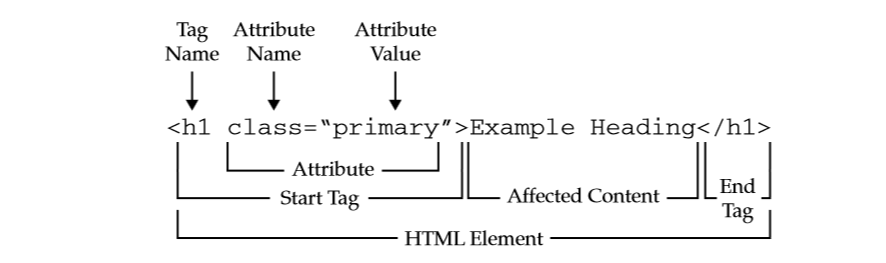 Tag Attribute Attribute
Name Name Value
<h1 class=“primary”>Example Heading</h1>
Attribute
Start Tag Affected Content End
Tag
HTML Element